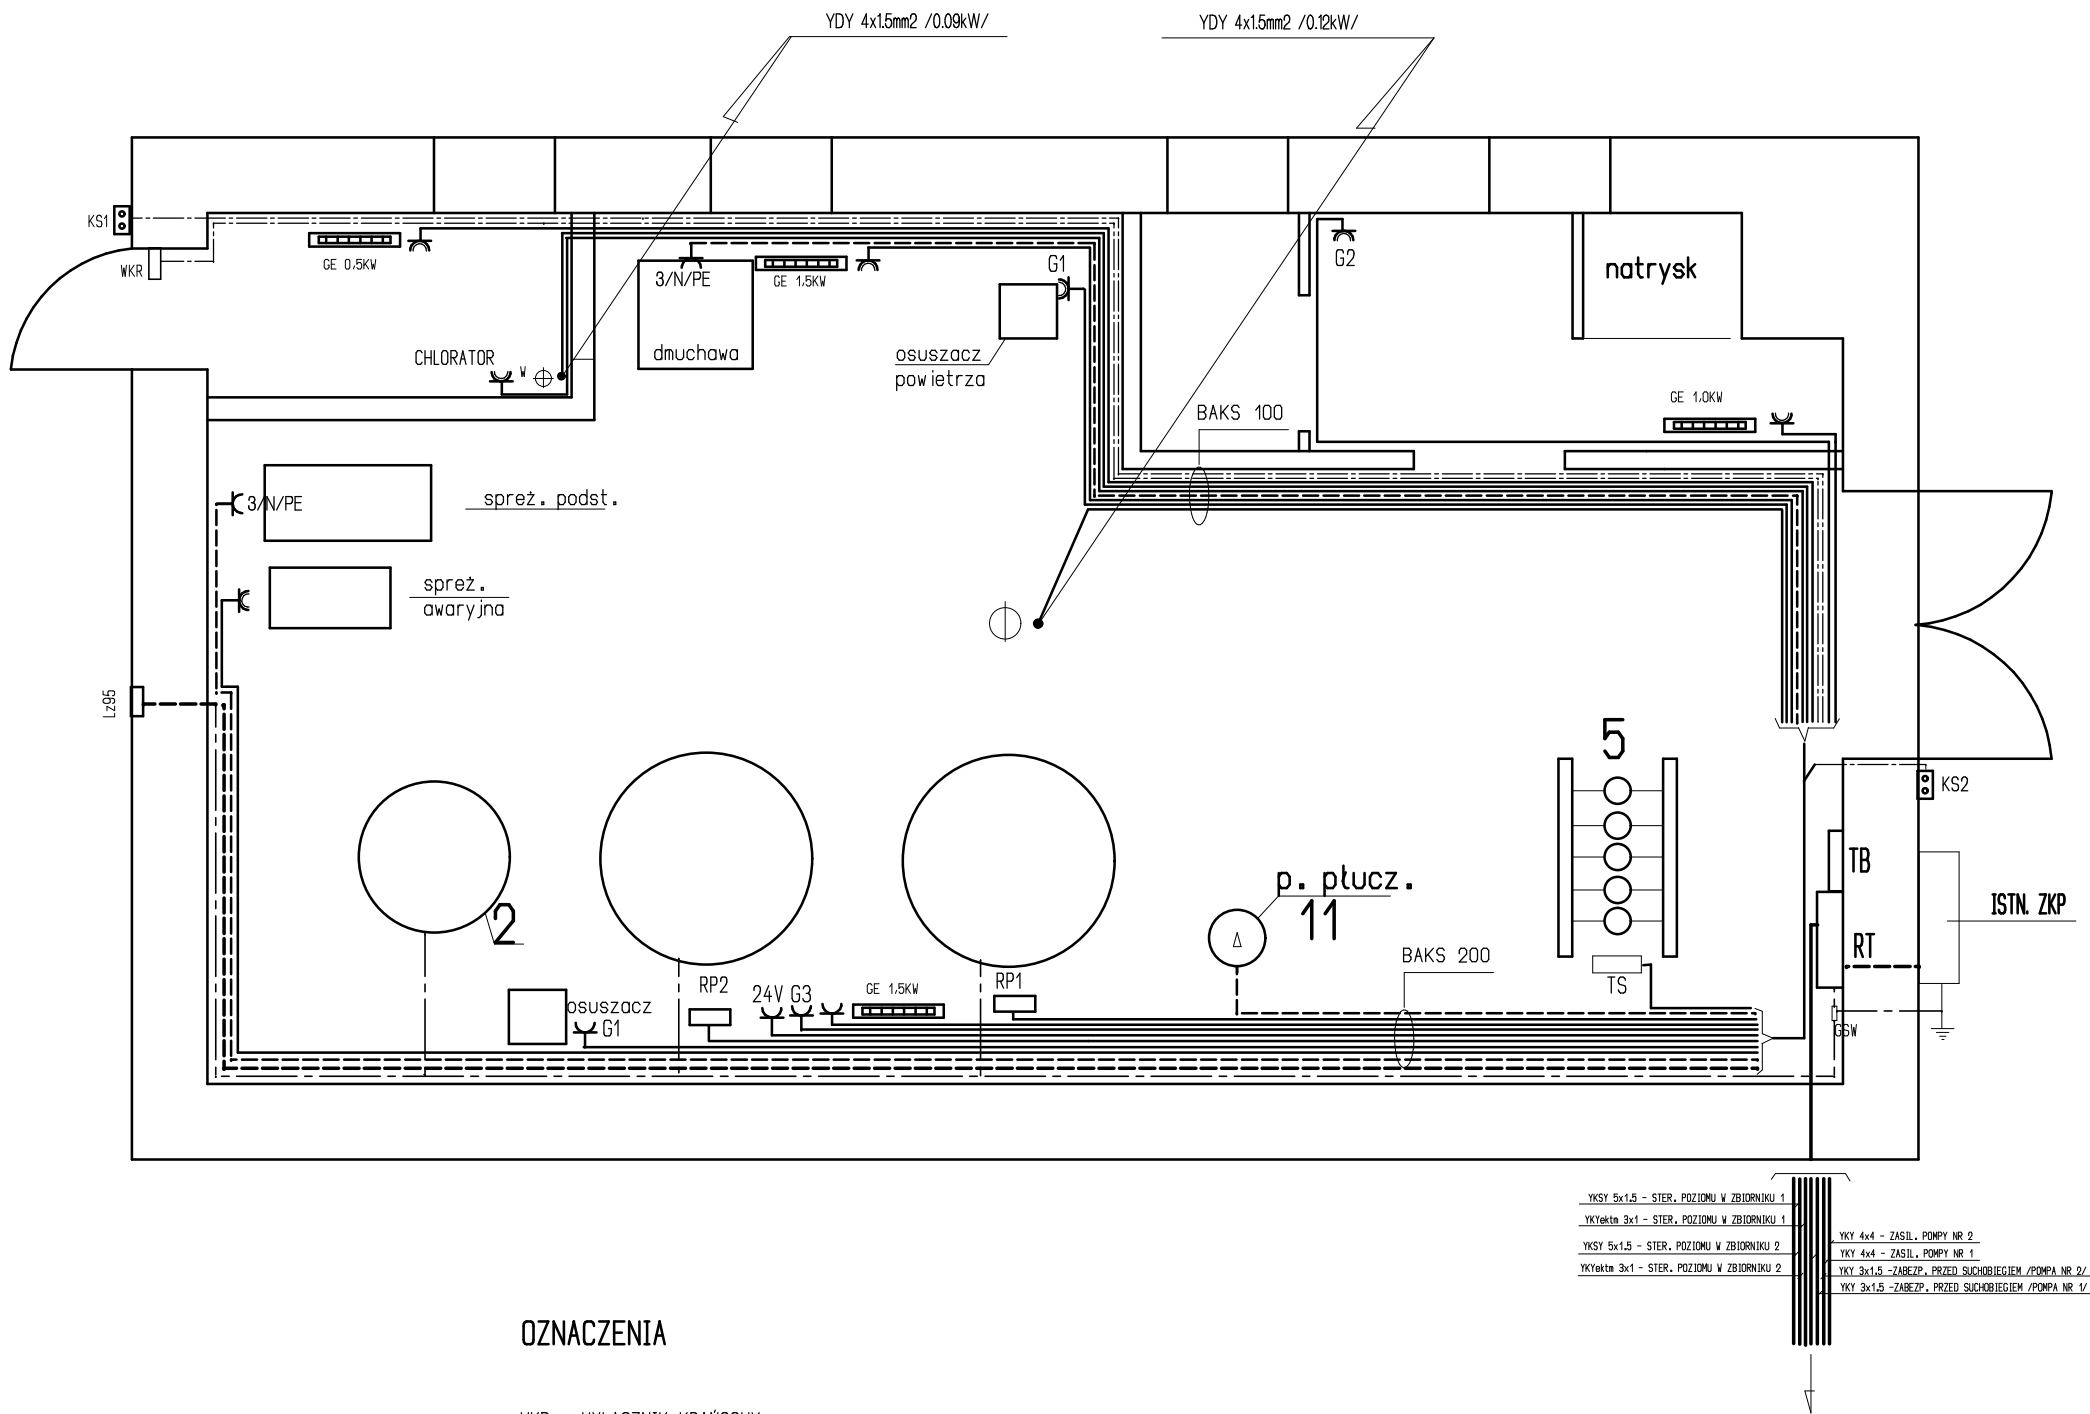 YDY 4x1.5mm2 /0.09kW/
YDY 4x1.5mm2 /0.12kW/
KS1
WKR
GE 0,5KW
3/N/PE
GE 1,5KW
G1
G2
natrysk
CHLORATOR
W
dmuchawa
osuszacz
powietrza
BAKS 100
GE 1,0KW
3/N/PE
spreż. podst.
spreż.
awaryjna
Lz95
5
KS2
TB
2
p. płucz.
11
ISTN. ZKP
RT
BAKS 200
TS
RP2
24V G3
GE 1,5KW
RP1
osuszacz
G1
GSW
YKSY 5x1.5 - STER. POZIOMU W ZBIORNIKU 1
YKYektm 3x1 - STER. POZIOMU W ZBIORNIKU 1
YKSY 5x1.5 - STER. POZIOMU W ZBIORNIKU 2
YKYektm 3x1 - STER. POZIOMU W ZBIORNIKU 2
YKY 4x4 - ZASIL. POMPY NR 2
YKY 4x4 - ZASIL. POMPY NR 1
YKY 3x1.5 -ZABEZP. PRZED SUCHOBIEGIEM /POMPA NR 2/
YKY 3x1.5 -ZABEZP. PRZED SUCHOBIEGIEM /POMPA NR 1/
OZNACZENIA